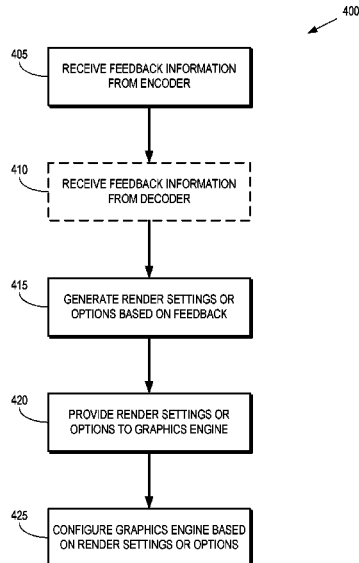 400
405
RECEIVE FEEDBACK INFORMATION
FROM ENCODER
410
RECEIVE FEEDBACK INFORMATION
FROM DECODER
415
GENERATE RENDER SETTINGS OR
OPTIONS BASED ON FEEDBACK
420
PROVIDE RENDER SETTINGS OR
OPTIONS TO GRAPHICS ENGINE
425
CONFIGURE GRAPHICS ENGINE BASED
ON RENDER SETTINGS OR OPTIONS